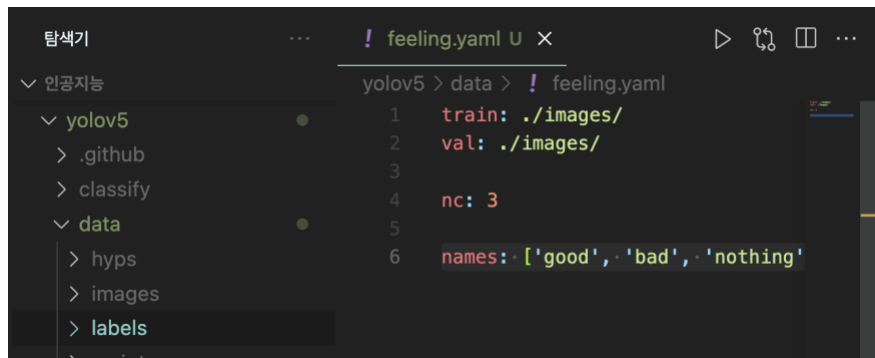 탐색기 ...
인공지능
yolov5
.github
classify
data
hyps
images
labels
! feeling.yaml U ×
...
yolov5 > data > ! feeling.yaml
1 train: ./images/
2 val: ./images/
3
4 nc: 3
5
6 names: ['good', 'bad', 'nothing'